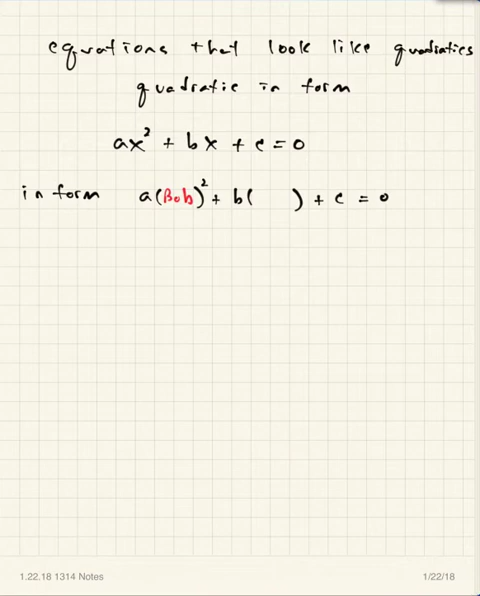 equations that look like quadratics
quadratic in form
ax² + bx + c = 0
in form a(Bob)² + b( ) + c = 0
1.22.18 1314 Notes 1/22/18